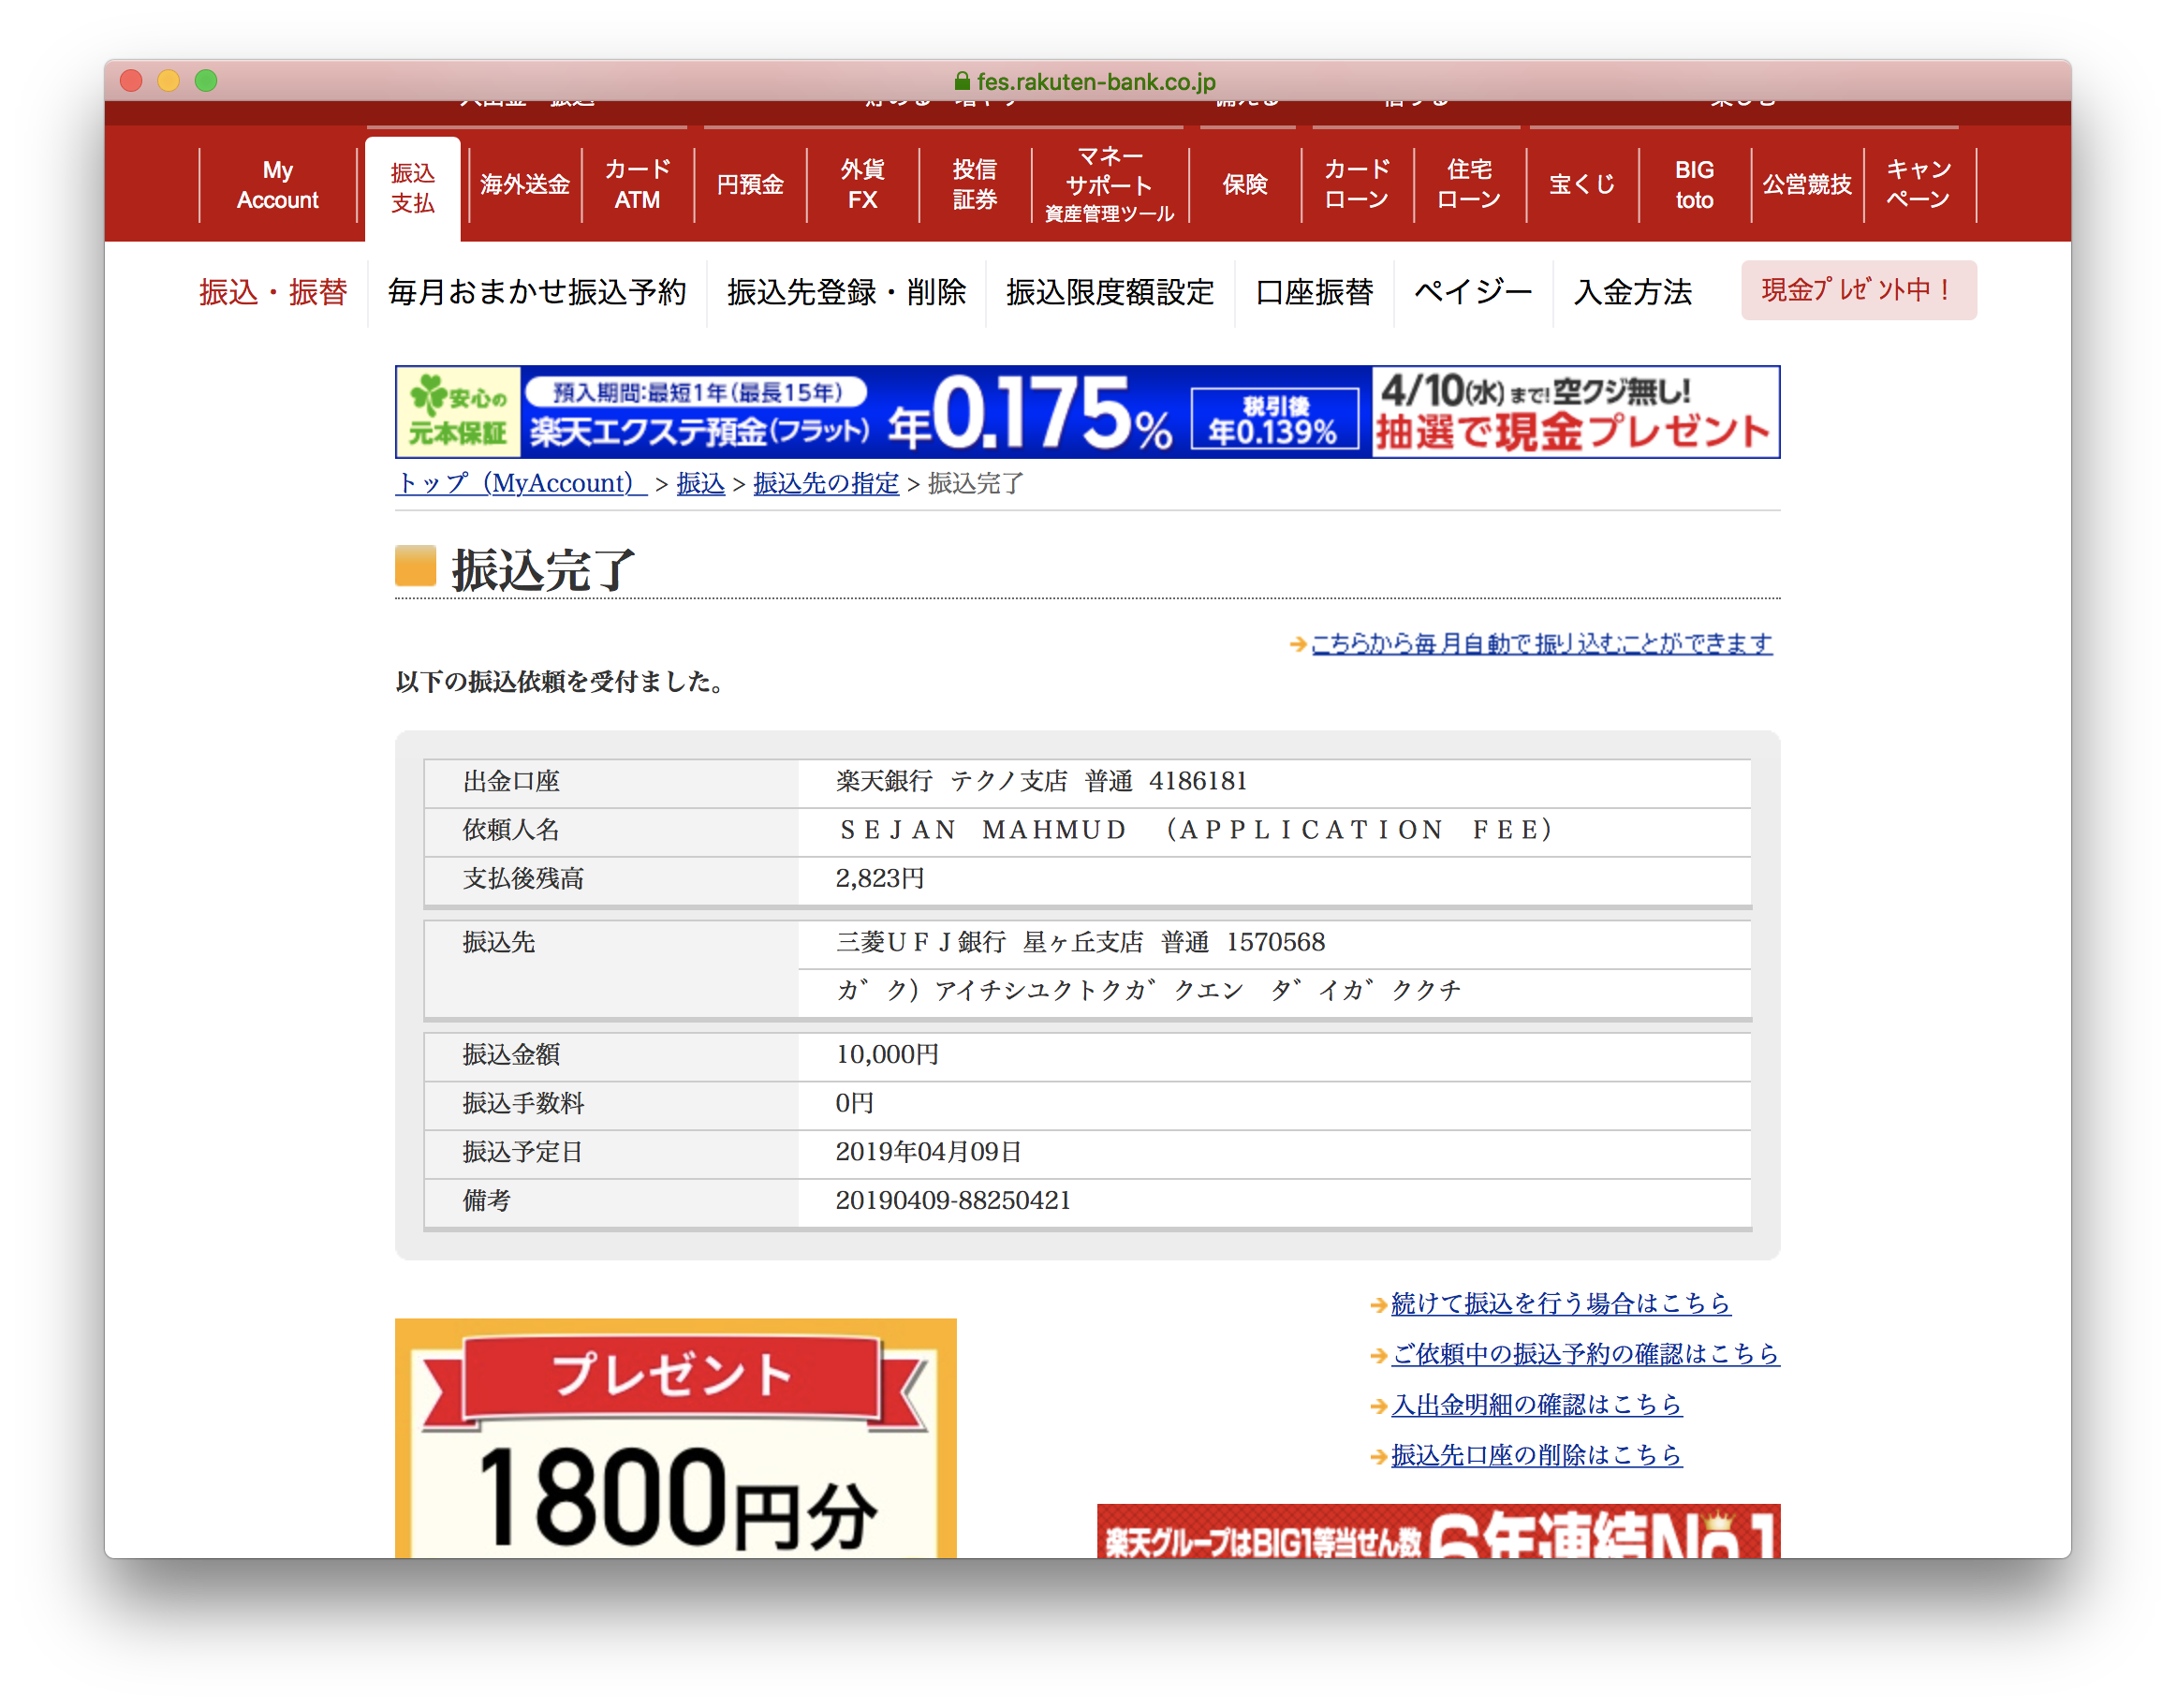 fes.rakuten-bank.co.jp
My
Account
振込
支払
海外送金
カード
ATM
円預金
外貨
FX
投信
証券
マネー
サポート
資産管理ツール
保険
カード
ローン
住宅
ローン
宝くじ
BIG
toto
公営競技
キャン
ペーン
振込・振替
毎月おまかせ振込予約
振込先登録・削除
振込限度額設定
口座振替
ペイジー
入金方法
現金ﾌﾟﾚｾﾞﾝﾄ中！
安心の
元本保証
預入期間:最短1年(最長15年)
楽天エクステ預金(フラット)
年0.175%
税引後
年0.139%
4/10(水)まで!空クジ無し!
抽選で現金プレゼント
トップ（MyAccount） > 振込 > 振込先の指定 > 振込完了
振込完了
こちらから毎月自動で振り込むことができます
以下の振込依頼を受付ました。
出金口座 楽天銀行 テクノ支店 普通 4186181
依頼人名 ＳＥＪＡＮ　ＭＡＨＭＵＤ　（ＡＰＰＬＩＣＡＴＩＯＮ　ＦＥＥ）
支払後残高 2,823円
振込先 三菱ＵＦＪ銀行 星ヶ丘支店 普通 1570568
カ゛ク）アイチシユクトクカ゛クエン　タ゛イカ゛ククチ
振込金額 10,000円
振込手数料 0円
振込予定日 2019年04月09日
備考 20190409-88250421
続けて振込を行う場合はこちら
ご依頼中の振込予約の確認はこちら
入出金明細の確認はこちら
振込先口座の削除はこちら
プレゼント
1800円分
楽天グループはBIG1等当せん数 6年連続No.1